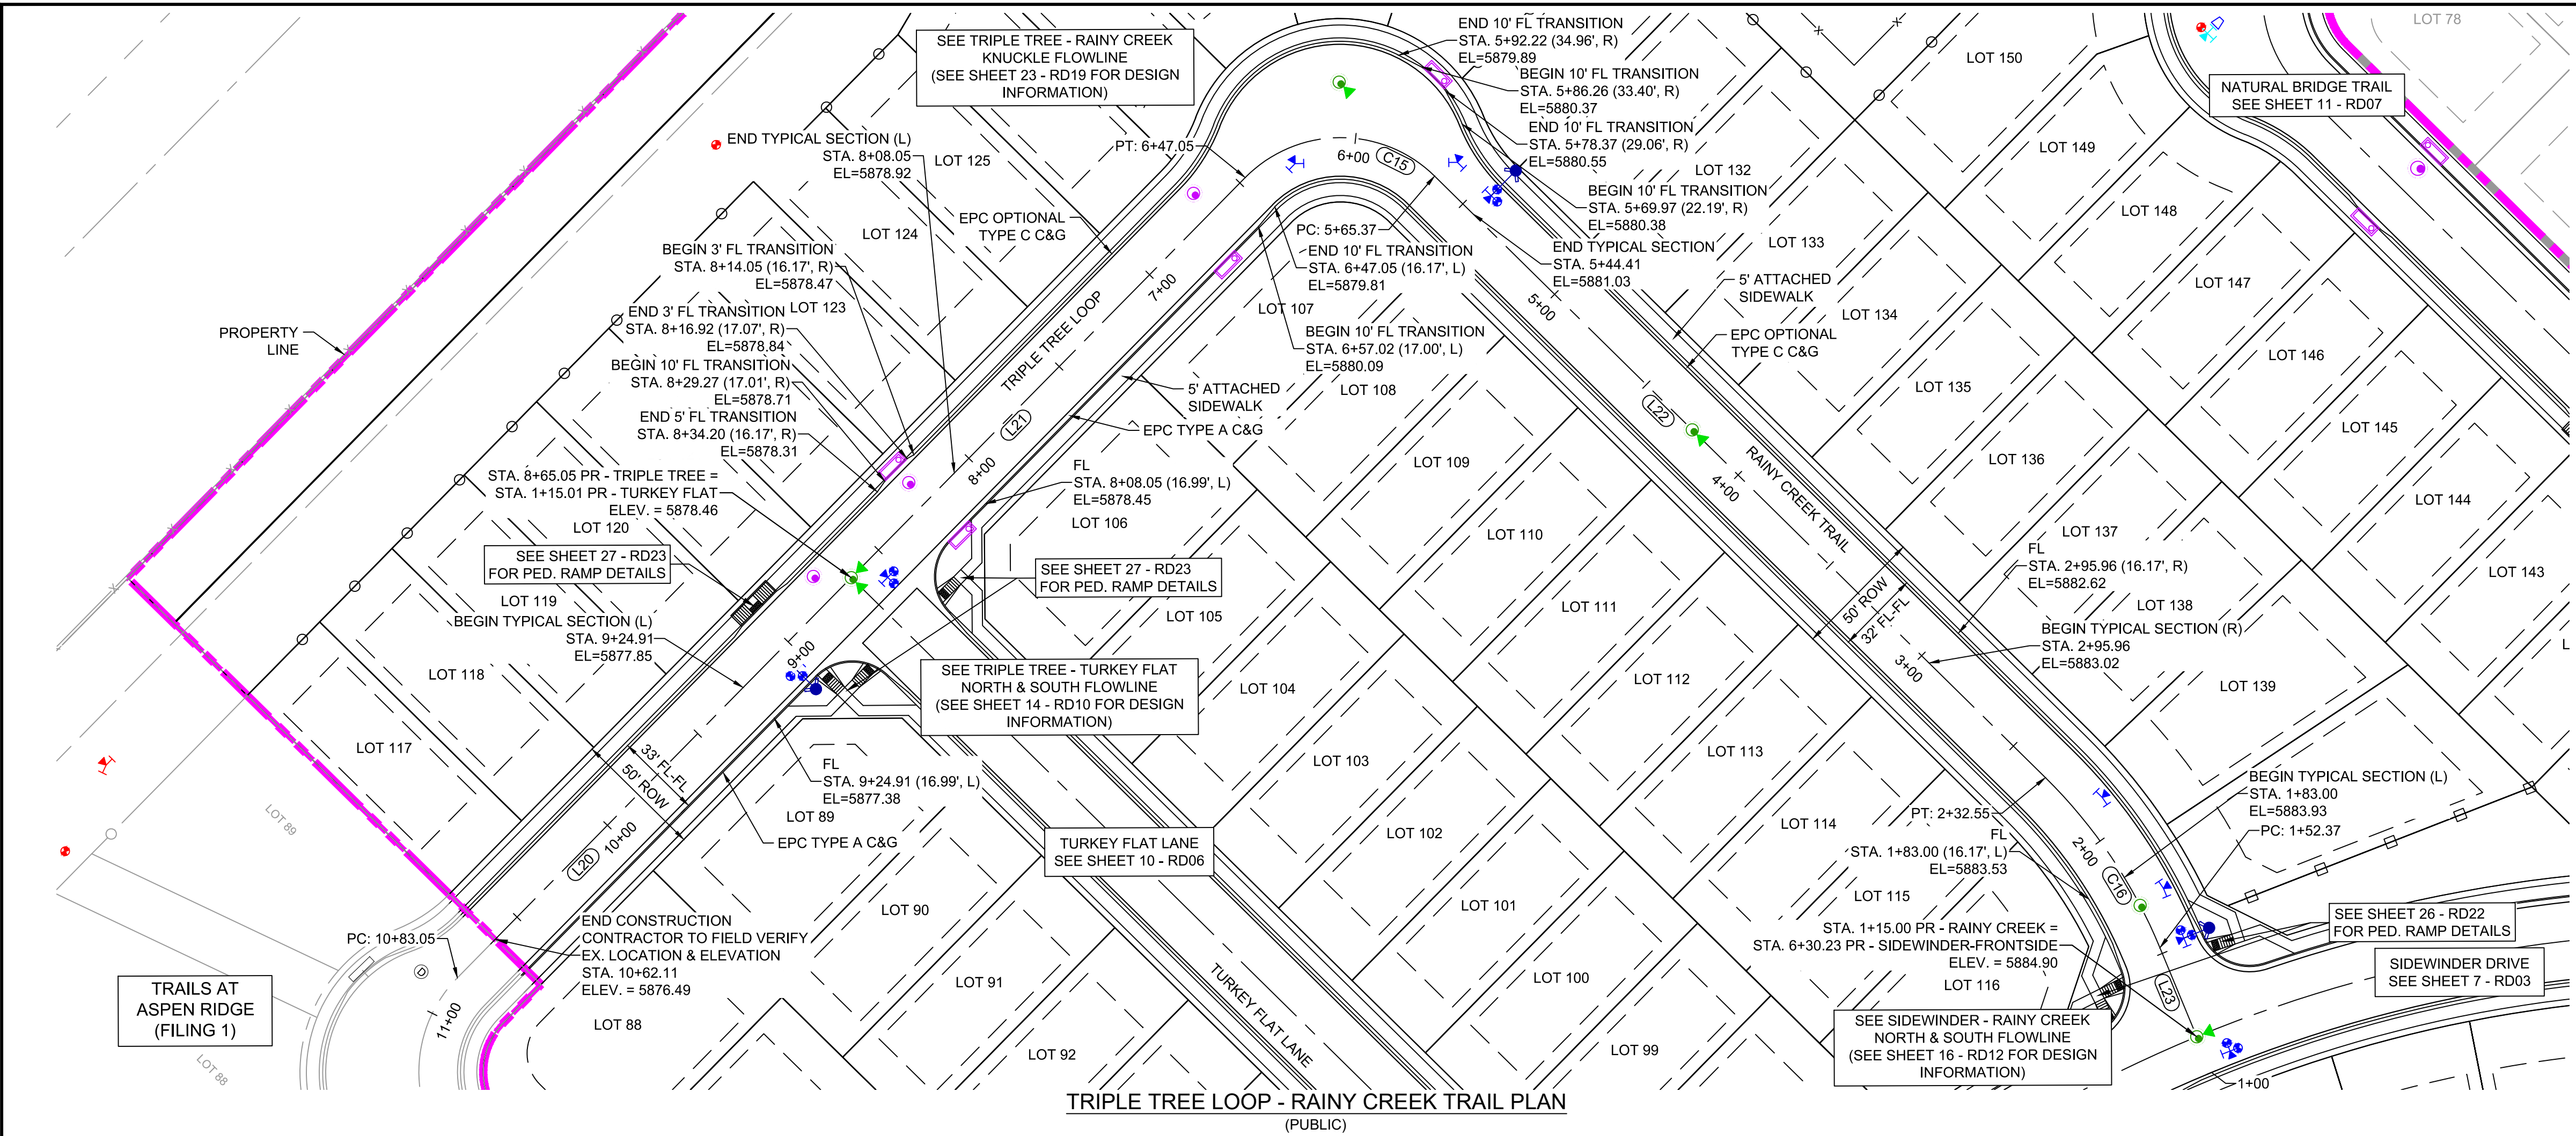 SEE TRIPLE TREE - RAINY CREEK
KNUCKLE FLOWLINE
(SEE SHEET 23 - RD19 FOR DESIGN
INFORMATION)
END 10' FL TRANSITION
STA. 5+92.22 (34.96', R)
EL=5879.89
BEGIN 10' FL TRANSITION
STA. 5+86.26 (33.40', R)
EL=5880.37
END 10' FL TRANSITION
STA. 5+78.37 (29.06', R)
EL=5880.55
BEGIN 10' FL TRANSITION
STA. 5+69.97 (22.19', R)
EL=5880.38
END TYPICAL SECTION
STA. 5+44.41
EL=5881.03
LOT 150
LOT 78
NATURAL BRIDGE TRAIL
SEE SHEET 11 - RD07
END TYPICAL SECTION (L)
STA. 8+08.05
EL=5878.92
LOT 125
PT: 6+47.05
6+00
C15
LOT 132
LOT 149
LOT 148
LOT 147
LOT 146
LOT 145
LOT 144
LOT 143
EPC OPTIONAL
TYPE C C&G
LOT 124
PC: 5+65.37
LOT 133
BEGIN 3' FL TRANSITION
STA. 8+14.05 (16.17', R)
EL=5878.47
END 10' FL TRANSITION
STA. 6+47.05 (16.17', L)
EL=5879.81
5' ATTACHED
SIDEWALK
7+00
5+00
LOT 107
LOT 134
END 3' FL TRANSITION
STA. 8+16.92 (17.07', R)
EL=5878.84
LOT 123
PROPERTY
LINE
TRIPLE TREE LOOP
BEGIN 10' FL TRANSITION
STA. 6+57.02 (17.00', L)
EL=5880.09
EPC OPTIONAL
TYPE C C&G
BEGIN 10' FL TRANSITION
STA. 8+29.27 (17.01', R)
EL=5878.71
5' ATTACHED
SIDEWALK
LOT 108
LOT 135
END 5' FL TRANSITION
STA. 8+34.20 (16.17', R)
EL=5878.31
L21
EPC TYPE A C&G
L22
LOT 109
LOT 136
STA. 8+65.05 PR - TRIPLE TREE =
STA. 1+15.01 PR - TURKEY FLAT
ELEV. = 5878.46
8+00
FL
STA. 8+08.05 (16.99', L)
EL=5878.45
4+00
RAINY CREEK TRAIL
LOT 120
LOT 106
LOT 110
LOT 137
SEE SHEET 27 - RD23
FOR PED. RAMP DETAILS
SEE SHEET 27 - RD23
FOR PED. RAMP DETAILS
FL
STA. 2+95.96 (16.17', R)
EL=5882.62
LOT 119
LOT 105
LOT 111
50' ROW
32' FL-FL
LOT 138
BEGIN TYPICAL SECTION (L)
STA. 9+24.91
EL=5877.85
BEGIN TYPICAL SECTION (R)
STA. 2+95.96
EL=5883.02
9+00
3+00
LOT 118
SEE TRIPLE TREE - TURKEY FLAT
NORTH & SOUTH FLOWLINE
(SEE SHEET 14 - RD10 FOR DESIGN
INFORMATION)
LOT 104
LOT 112
LOT 139
LOT 117
33' FL-FL
50' ROW
FL
STA. 9+24.91 (16.99', L)
EL=5877.38
LOT 103
LOT 113
BEGIN TYPICAL SECTION (L)
STA. 1+83.00
EL=5883.93
LOT 89
LOT 89
PT: 2+32.55
LOT 114
LOT 102
PC: 1+52.37
10+00
L20
EPC TYPE A C&G
TURKEY FLAT LANE
SEE SHEET 10 - RD06
FL
STA. 1+83.00 (16.17', L)
EL=5883.53
2+00
C16
LOT 115
LOT 90
LOT 101
END CONSTRUCTION
CONTRACTOR TO FIELD VERIFY
EX. LOCATION & ELEVATION
STA. 10+62.11
ELEV. = 5876.49
STA. 1+15.00 PR - RAINY CREEK =
STA. 6+30.23 PR - SIDEWINDER-FRONTSIDE
ELEV. = 5884.90
SEE SHEET 26 - RD22
FOR PED. RAMP DETAILS
PC: 10+83.05
D
LOT 91
LOT 100
LOT 116
L23
SIDEWINDER DRIVE
SEE SHEET 7 - RD03
TRAILS AT
ASPEN RIDGE
(FILING 1)
11+00
LOT 88
LOT 88
LOT 92
TURKEY FLAT LANE
LOT 99
SEE SIDEWINDER - RAINY CREEK
NORTH & SOUTH FLOWLINE
(SEE SHEET 16 - RD12 FOR DESIGN
INFORMATION)
1+00
TRIPLE TREE LOOP - RAINY CREEK TRAIL PLAN
(PUBLIC)